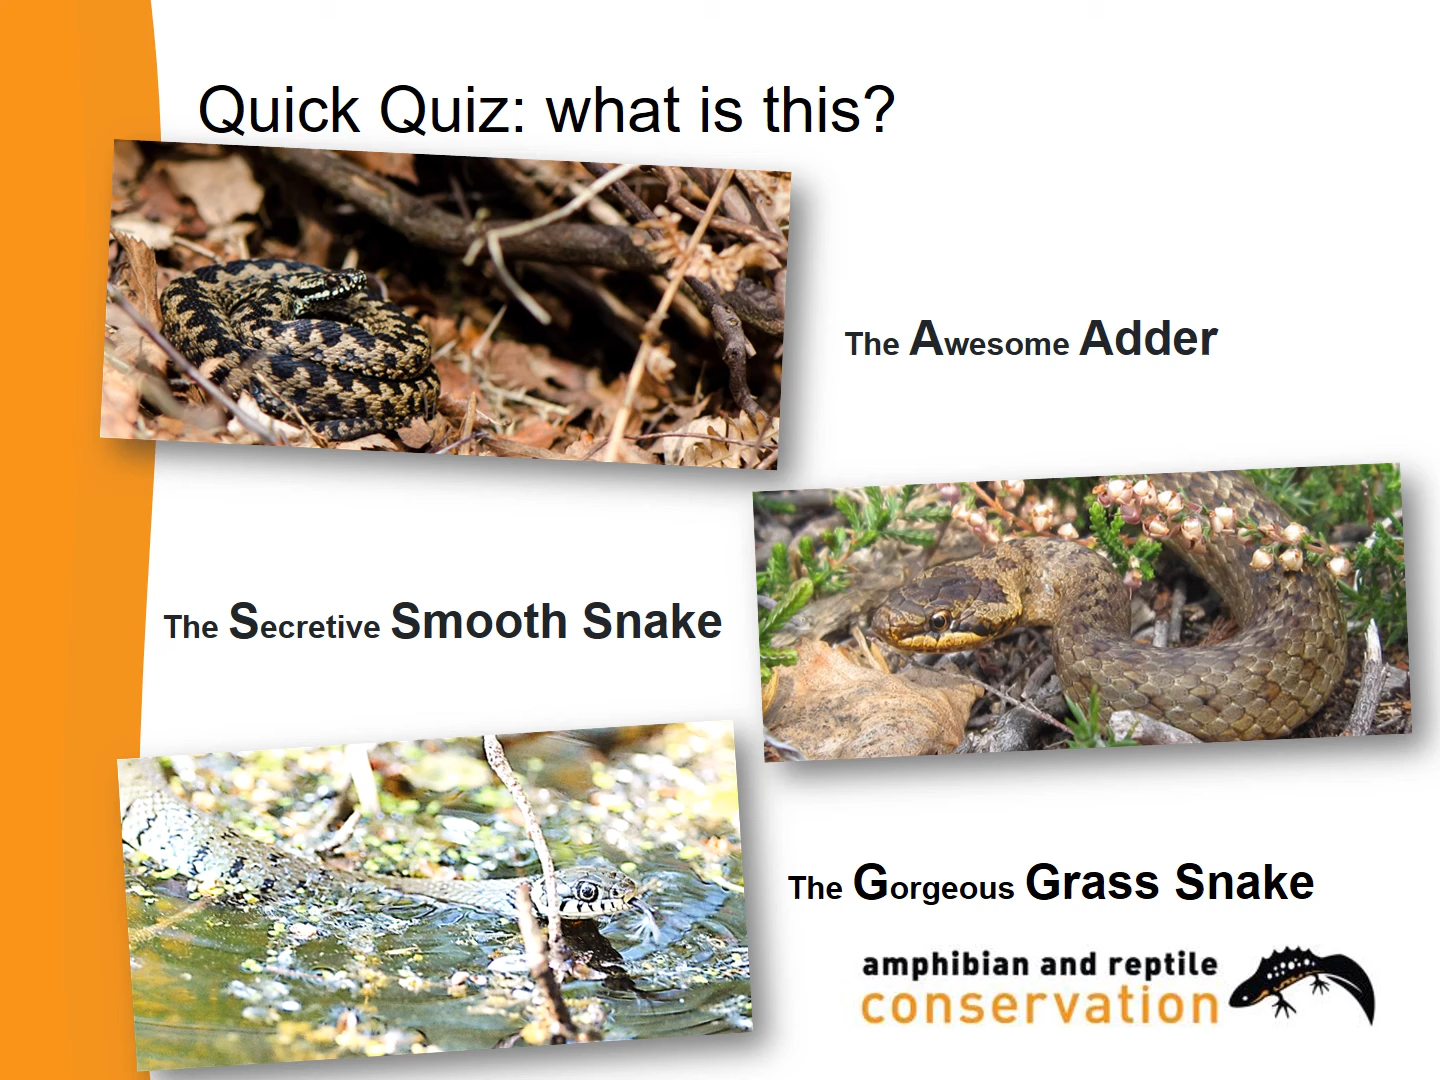 Quick Quiz: what is this?
The Awesome Adder
The Secretive Smooth Snake
The Gorgeous Grass Snake
amphibian and reptile
conservation